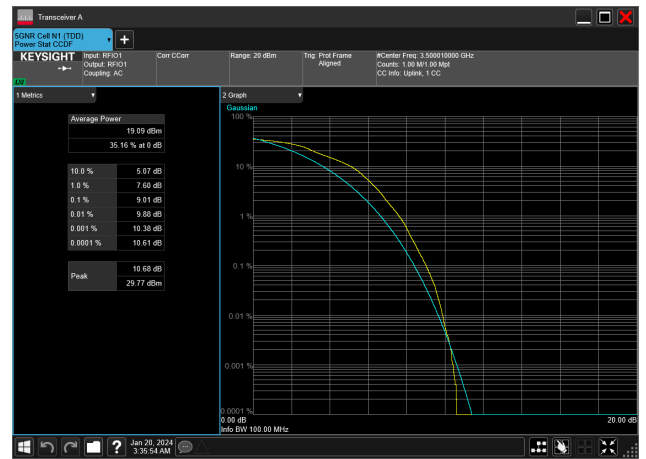 Transceiver A
5GNR Cell N1 (TDD)
Power Stat CCDF
KEYSIGHT
Input: RFIO1
Output: RFIO1
Coupling: AC
Corr CCorr
Range: 20 dBm
Trig: Prot Frame
Aligned
#Center Freq: 3.500010000 GHz
Counts: 1.00 M/1.00 Mpt
CC Info: Uplink, 1 CC
LXI
1 Metrics
Average Power
19.09 dBm
35.16 % at 0 dB
10.0 % 5.07 dB
1.0 % 7.60 dB
0.1 % 9.01 dB
0.01 % 9.88 dB
0.001 % 10.38 dB
0.0001 % 10.61 dB
Peak
10.68 dB
29.77 dBm
2 Graph
Gaussian
100 %
10 %
1 %
0.1 %
0.01 %
0.001 %
0.0001 %
0.00 dB
20.00 dB
Info BW 100.00 MHz
?
Jan 20, 2024
3:35:54 AM